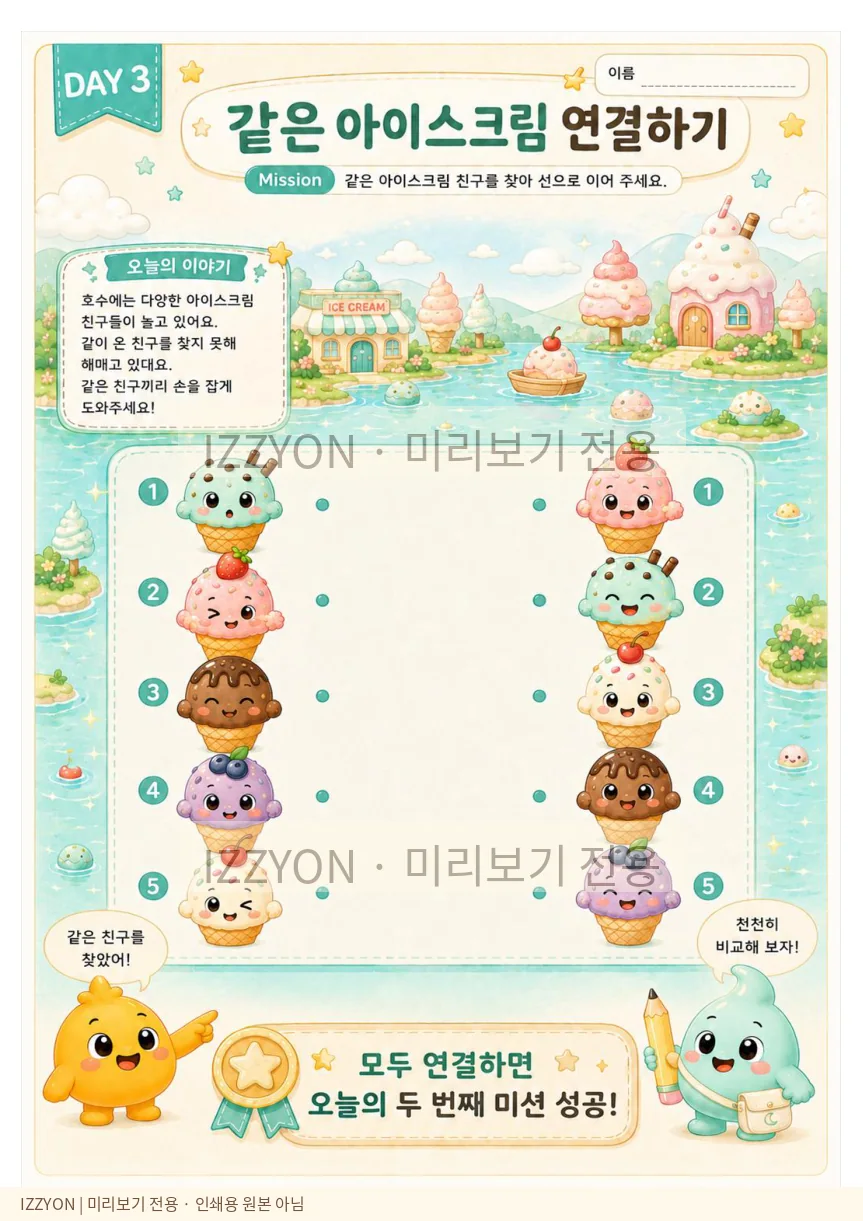 DAY 3
이름
같은 아이스크림 연결하기
Mission 같은 아이스크림 친구를 찾아 선으로 이어 주세요.
오늘의 이야기
호수에는 다양한 아이스크림
친구들이 놀고 있어요.
같이 온 친구를 찾지 못해
해매고 있대요.
같은 친구끼리 손을 잡게
도와주세요!
ICE CREAM
IZZYON · 미리보기 전용
1 1
2 2
3 3
4 4
IZZYON · 미리보기 전용
5 5
같은 친구를
찾았어!
천천히
비교해 보자!
모두 연결하면
오늘의 두 번째 미션 성공!
IZZYON | 미리보기 전용 · 인쇄용 원본 아님